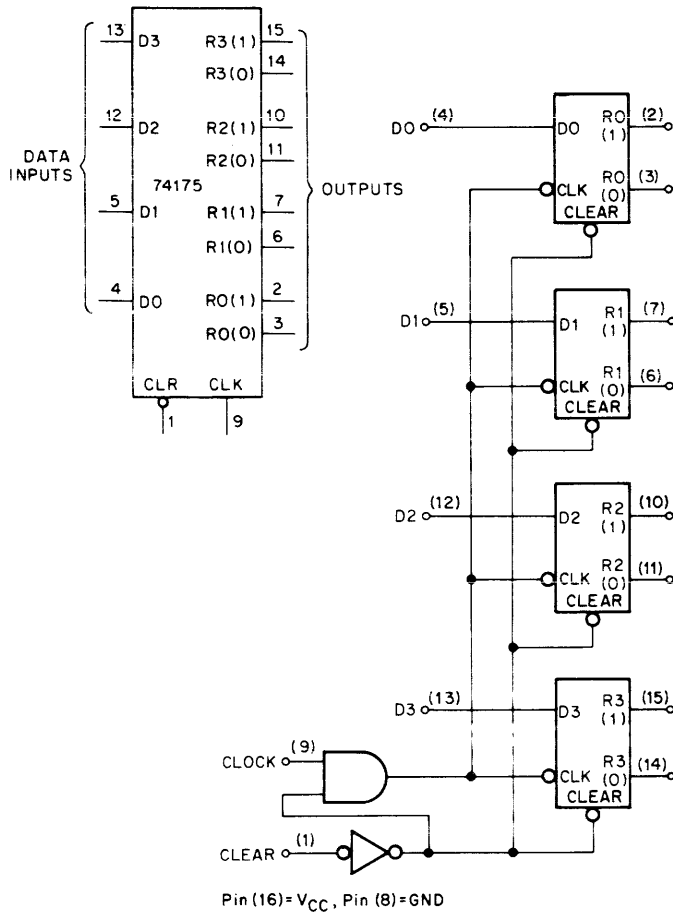 13 D3 R3(1) 15
R3(0) 14
12 D2 R2(1) 10
R2(0) 11
DATA INPUTS
74175
OUTPUTS
5 D1 R1(1) 7
R1(0) 6
4 D0 R0(1) 2
R0(0) 3
CLR CLK
1 9
D0 (4) D0 R0 (1) (2)
R0 (0) (3)
CLK
CLEAR
D1 (5) D1 R1 (1) (7)
R1 (0) (6)
CLK
CLEAR
D2 (12) D2 R2 (1) (10)
R2 (0) (11)
CLK
CLEAR
D3 (13) D3 R3 (1) (15)
R3 (0) (14)
CLK
CLEAR
CLOCK (9)
CLEAR (1)
Pin (16)=VCC, Pin (8)=GND